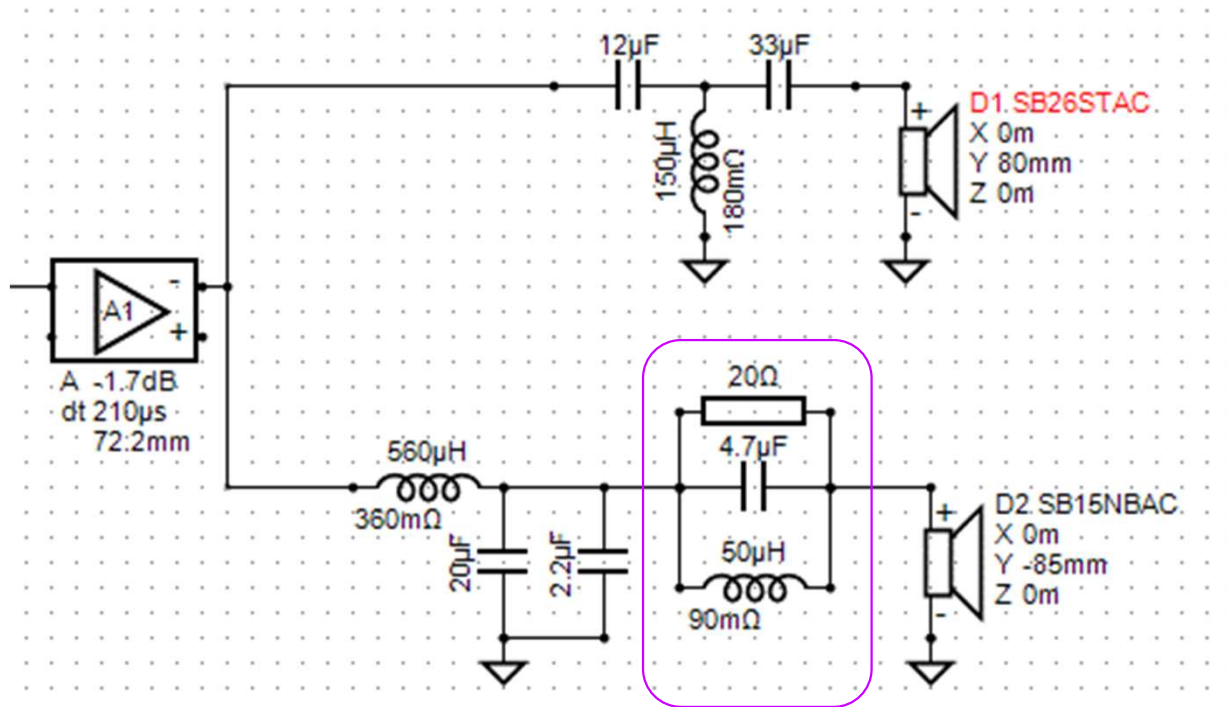 12µF
33µF
D1 SB26STAC
X 0m
Y 80mm
Z 0m
+
-
150µH
180mΩ
A1
-
+
A -1.7dB
dt 210µs
72.2mm
20Ω
4.7µF
560µH
360mΩ
20µF
2.2µF
50µH
90mΩ
D2 SB15NBAC
X 0m
Y -85mm
Z 0m
+
-